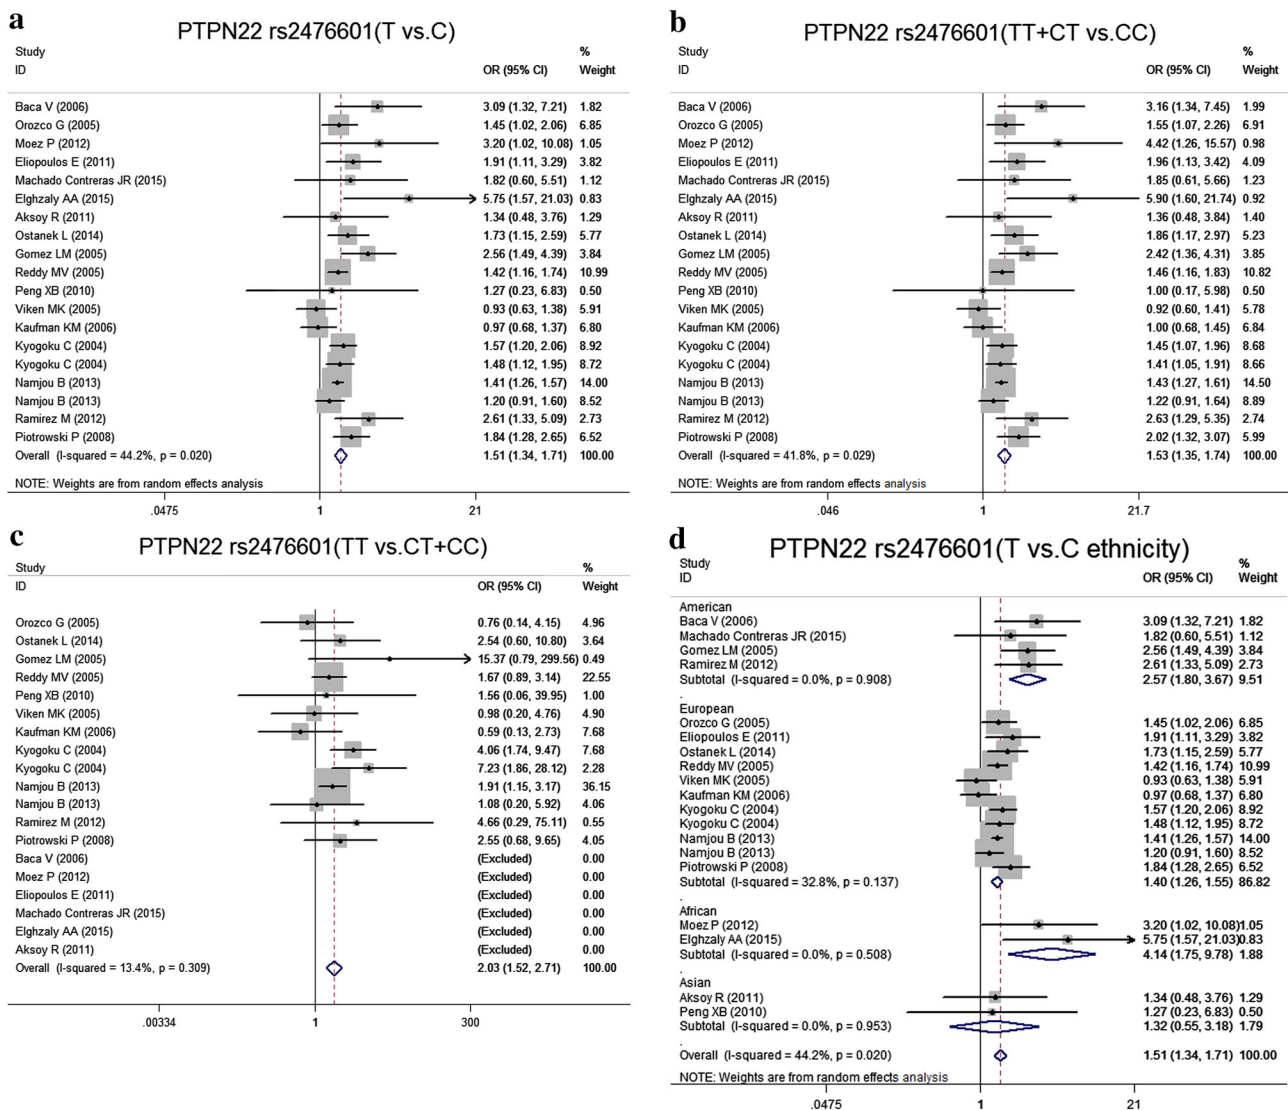 a
PTPN22 rs2476601(T vs.C)
Study %
ID OR (95% CI) Weight
Baca V (2006) 3.09 (1.32, 7.21) 1.82
Orozco G (2005) 1.45 (1.02, 2.06) 6.85
Moez P (2012) 3.20 (1.02, 10.08) 1.05
Eliopoulos E (2011) 1.91 (1.11, 3.29) 3.82
Machado Contreras JR (2015) 1.82 (0.60, 5.51) 1.12
Elghzaly AA (2015) 5.75 (1.57, 21.03) 0.83
Aksoy R (2011) 1.34 (0.48, 3.76) 1.29
Ostanek L (2014) 1.73 (1.15, 2.59) 5.77
Gomez LM (2005) 2.56 (1.49, 4.39) 3.84
Reddy MV (2005) 1.42 (1.16, 1.74) 10.99
Peng XB (2010) 1.27 (0.23, 6.83) 0.50
Viken MK (2005) 0.93 (0.63, 1.38) 5.91
Kaufman KM (2006) 0.97 (0.68, 1.37) 6.80
Kyogoku C (2004) 1.57 (1.20, 2.06) 8.92
Kyogoku C (2004) 1.48 (1.12, 1.95) 8.72
Namjou B (2013) 1.41 (1.26, 1.57) 14.00
Namjou B (2013) 1.20 (0.91, 1.60) 8.52
Ramirez M (2012) 2.61 (1.33, 5.09) 2.73
Piotrowski P (2008) 1.84 (1.28, 2.65) 6.52
Overall (I-squared = 44.2%, p = 0.020) 1.51 (1.34, 1.71) 100.00
NOTE: Weights are from random effects analysis
.0475 1 21
b
PTPN22 rs2476601(TT+CT vs.CC)
Study %
ID OR (95% CI) Weight
Baca V (2006) 3.16 (1.34, 7.45) 1.99
Orozco G (2005) 1.55 (1.07, 2.26) 6.91
Moez P (2012) 4.42 (1.26, 15.57) 0.98
Eliopoulos E (2011) 1.96 (1.13, 3.42) 4.09
Machado Contreras JR (2015) 1.85 (0.61, 5.66) 1.23
Elghzaly AA (2015) 5.90 (1.60, 21.74) 0.92
Aksoy R (2011) 1.36 (0.48, 3.84) 1.40
Ostanek L (2014) 1.86 (1.17, 2.97) 5.23
Gomez LM (2005) 2.42 (1.36, 4.31) 3.85
Reddy MV (2005) 1.46 (1.16, 1.83) 10.82
Peng XB (2010) 1.00 (0.17, 5.98) 0.50
Viken MK (2005) 0.92 (0.60, 1.41) 5.78
Kaufman KM (2006) 1.00 (0.68, 1.45) 6.84
Kyogoku C (2004) 1.45 (1.07, 1.96) 8.68
Kyogoku C (2004) 1.41 (1.05, 1.91) 8.66
Namjou B (2013) 1.43 (1.27, 1.61) 14.50
Namjou B (2013) 1.22 (0.91, 1.64) 8.89
Ramirez M (2012) 2.63 (1.29, 5.35) 2.74
Piotrowski P (2008) 2.02 (1.32, 3.07) 5.99
Overall (I-squared = 41.8%, p = 0.029) 1.53 (1.35, 1.74) 100.00
NOTE: Weights are from random effects analysis
.046 1 21.7
c
PTPN22 rs2476601(TT vs.CT+CC)
Study %
ID OR (95% CI) Weight
Orozco G (2005) 0.76 (0.14, 4.15) 4.96
Ostanek L (2014) 2.54 (0.60, 10.80) 3.64
Gomez LM (2005) 15.37 (0.79, 299.56) 0.49
Reddy MV (2005) 1.67 (0.89, 3.14) 22.55
Peng XB (2010) 1.56 (0.06, 39.95) 1.00
Viken MK (2005) 0.98 (0.20, 4.76) 4.90
Kaufman KM (2006) 0.59 (0.13, 2.73) 7.68
Kyogoku C (2004) 4.06 (1.74, 9.47) 7.68
Kyogoku C (2004) 7.23 (1.86, 28.12) 2.28
Namjou B (2013) 1.91 (1.15, 3.17) 36.15
Namjou B (2013) 1.08 (0.20, 5.92) 4.06
Ramirez M (2012) 4.66 (0.29, 75.11) 0.55
Piotrowski P (2008) 2.55 (0.68, 9.65) 4.05
Baca V (2006) (Excluded) 0.00
Moez P (2012) (Excluded) 0.00
Eliopoulos E (2011) (Excluded) 0.00
Machado Contreras JR (2015) (Excluded) 0.00
Elghzaly AA (2015) (Excluded) 0.00
Aksoy R (2011) (Excluded) 0.00
Overall (I-squared = 13.4%, p = 0.309) 2.03 (1.52, 2.71) 100.00
.00334 1 300
d
PTPN22 rs2476601(T vs.C ethnicity)
Study %
ID OR (95% CI) Weight
American
Baca V (2006) 3.09 (1.32, 7.21) 1.82
Machado Contreras JR (2015) 1.82 (0.60, 5.51) 1.12
Gomez LM (2005) 2.56 (1.49, 4.39) 3.84
Ramirez M (2012) 2.61 (1.33, 5.09) 2.73
Subtotal (I-squared = 0.0%, p = 0.908) 2.57 (1.80, 3.67) 9.51
.
European
Orozco G (2005) 1.45 (1.02, 2.06) 6.85
Eliopoulos E (2011) 1.91 (1.11, 3.29) 3.82
Ostanek L (2014) 1.73 (1.15, 2.59) 5.77
Reddy MV (2005) 1.42 (1.16, 1.74) 10.99
Viken MK (2005) 0.93 (0.63, 1.38) 5.91
Kaufman KM (2006) 0.97 (0.68, 1.37) 6.80
Kyogoku C (2004) 1.57 (1.20, 2.06) 8.92
Kyogoku C (2004) 1.48 (1.12, 1.95) 8.72
Namjou B (2013) 1.41 (1.26, 1.57) 14.00
Namjou B (2013) 1.20 (0.91, 1.60) 8.52
Piotrowski P (2008) 1.84 (1.28, 2.65) 6.52
Subtotal (I-squared = 32.8%, p = 0.137) 1.40 (1.26, 1.55) 86.82
.
African
Moez P (2012) 3.20 (1.02, 10.08)1.05
Elghzaly AA (2015) 5.75 (1.57, 21.03)0.83
Subtotal (I-squared = 0.0%, p = 0.508) 4.14 (1.75, 9.78) 1.88
.
Asian
Aksoy R (2011) 1.34 (0.48, 3.76) 1.29
Peng XB (2010) 1.27 (0.23, 6.83) 0.50
Subtotal (I-squared = 0.0%, p = 0.953) 1.32 (0.55, 3.18) 1.79
.
Overall (I-squared = 44.2%, p = 0.020) 1.51 (1.34, 1.71) 100.00
NOTE: Weights are from random effects analysis
.0475 1 21